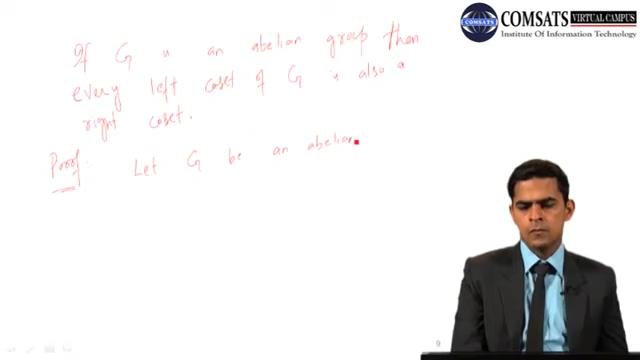 COMSATS VIRTUAL CAMPUS
Institute Of Information Technology
If G is an abelian group then
every left coset of G is also a
right coset.
Proof: Let G be an abelian
9